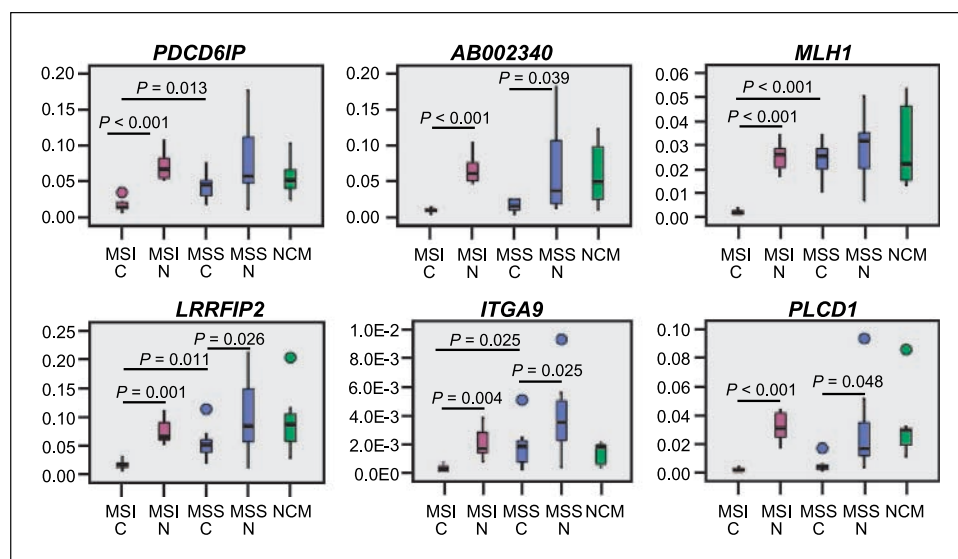 PDCD6IP
AB002340
MLH1
0.20
0.15
0.10
0.05
0.00
P = 0.013
P < 0.001
MSI MSI MSS MSS NCM
C N C N
0.20
0.15
0.10
0.05
0.00
P = 0.039
P < 0.001
MSI MSI MSS MSS NCM
C N C N
0.06
0.05
0.04
0.03
0.02
0.01
0.00
P < 0.001
P < 0.001
MSI MSI MSS MSS NCM
C N C N
LRRFIP2
ITGA9
PLCD1
0.25
0.20
0.15
0.10
0.05
0.00
P = 0.026
P = 0.011
P = 0.001
MSI MSI MSS MSS NCM
C N C N
1.0E-2
8.0E-3
6.0E-3
4.0E-3
2.0E-3
0.0E0
P = 0.025
P = 0.025
P = 0.004
MSI MSI MSS MSS NCM
C N C N
0.10
0.08
0.06
0.04
0.02
0.00
P < 0.001
P = 0.048
MSI MSI MSS MSS NCM
C N C N